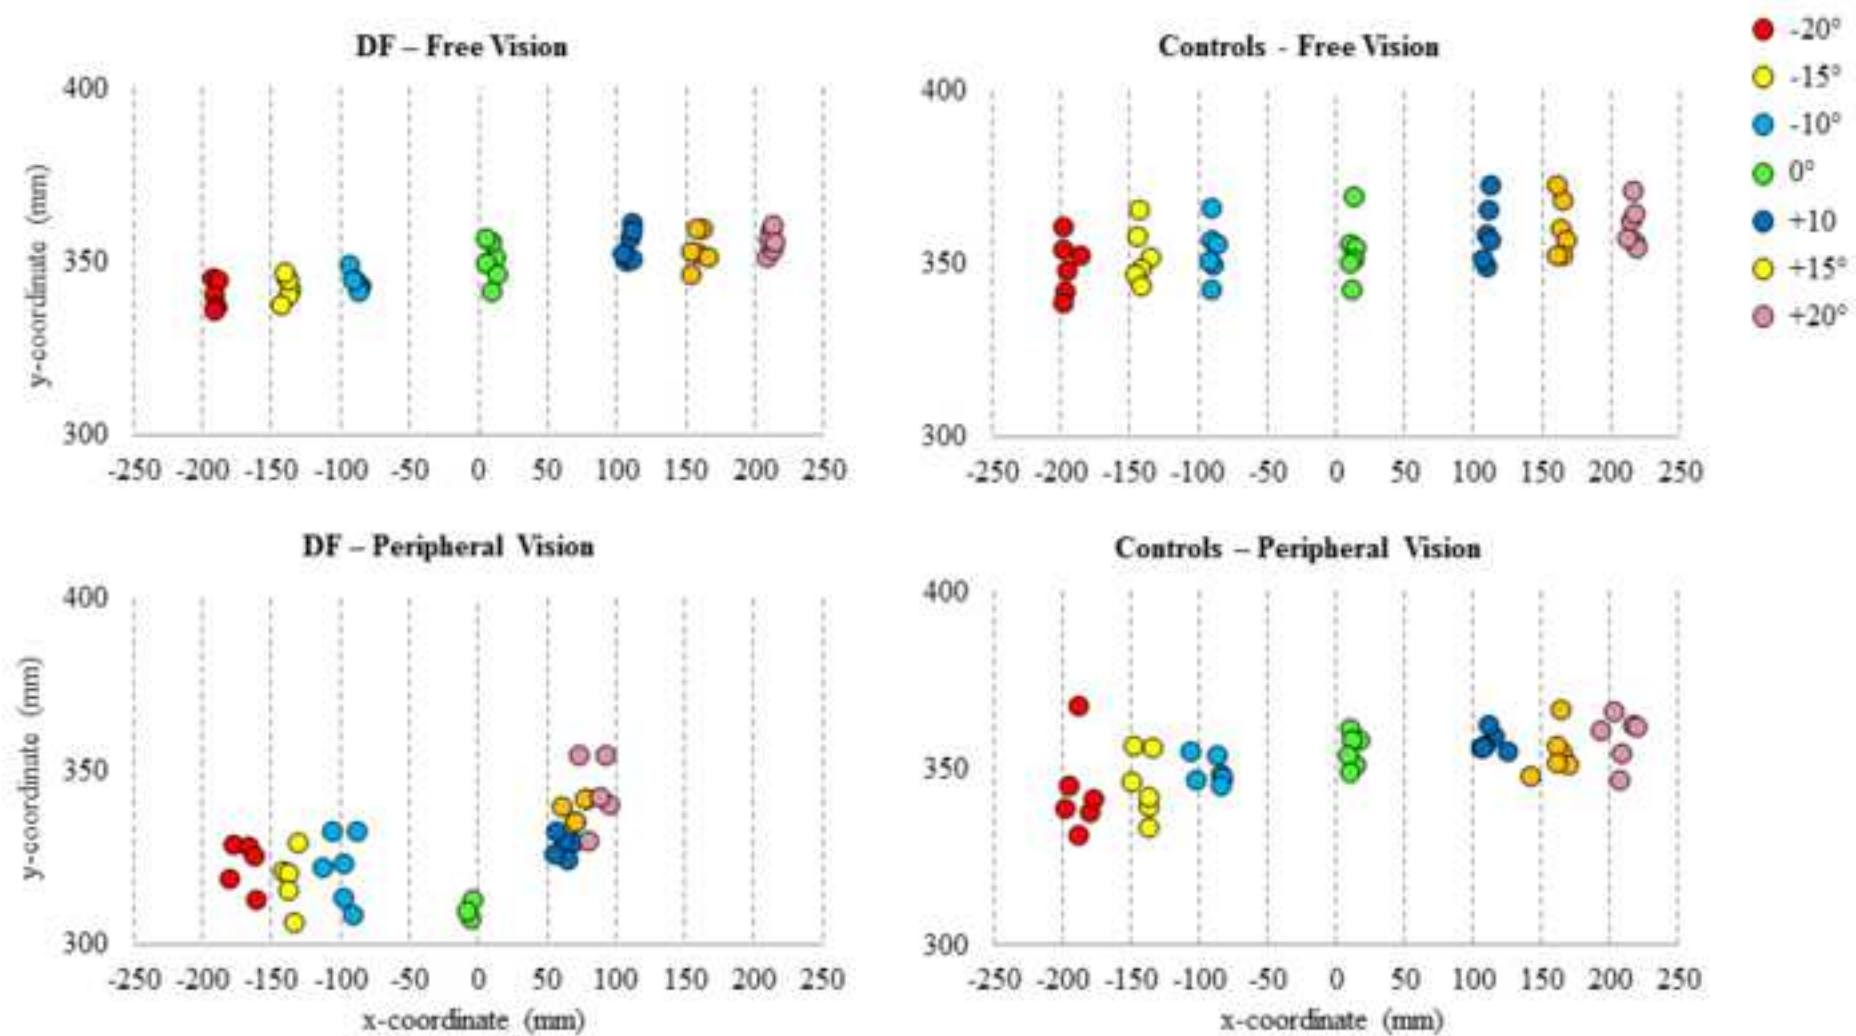 DF – Free Vision
Controls - Free Vision
-20°
-15°
-10°
0°
+10
+15°
+20°
y-coordinate (mm)
400
350
300
-250 -200 -150 -100 -50 0 50 100 150 200 250
400
350
300
-250 -200 -150 -100 -50 0 50 100 150 200 250
DF – Peripheral Vision
Controls – Peripheral Vision
y-coordinate (mm)
400
350
300
-250 -200 -150 -100 -50 0 50 100 150 200 250
x-coordinate (mm)
400
350
300
-250 -200 -150 -100 -50 0 50 100 150 200 250
x-coordinate (mm)